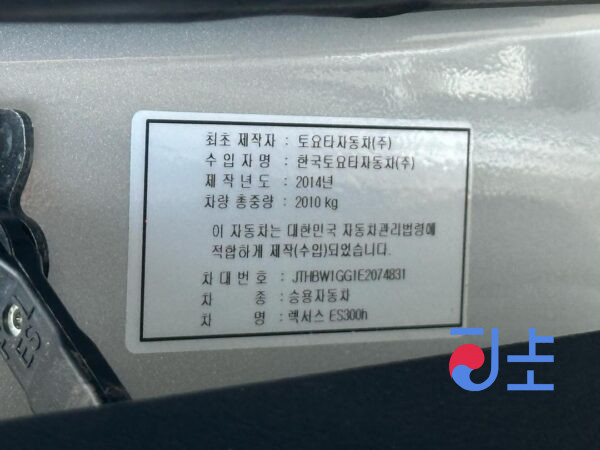 최초 제작자 : 토요타자동차(주)
수입자명 : 한국토요타자동차(주)
제작년도 : 2014년
차량 총중량 : 2010 kg
이 자동차는 대한민국 자동차관리법령에
적합하게 제작(수입)되었습니다.
차대번호 : JTHBW1GG1E2074831
차 종 : 승용자동차
차 명 : 렉서스 ES300h